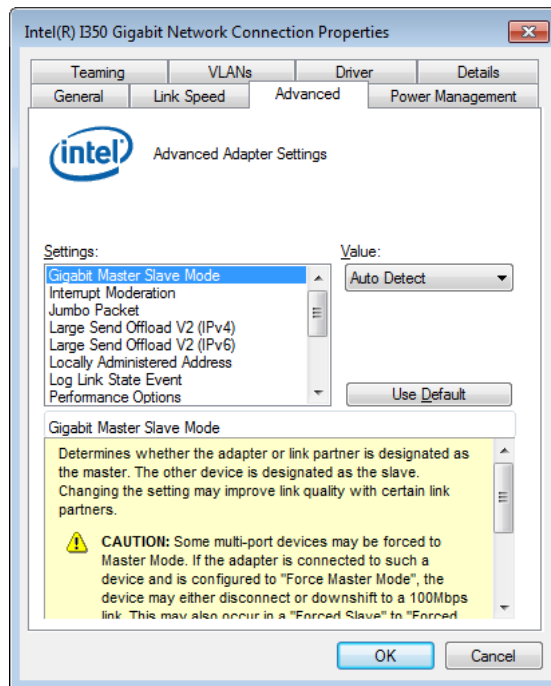 Intel(R) I350 Gigabit Network Connection Properties
Teaming VLANs Driver Details
General Link Speed Advanced Power Management
intel Advanced Adapter Settings
Settings: Value:
Gigabit Master Slave Mode Auto Detect
Interrupt Moderation
Jumbo Packet
Large Send Offload V2 (IPv4)
Large Send Offload V2 (IPv6)
Locally Administered Address
Log Link State Event
Performance Options Use Default
Gigabit Master Slave Mode
Determines whether the adapter or link partner is designated as
the master. The other device is designated as the slave.
Changing the setting may improve link quality with certain link
partners.
CAUTION: Some multi-port devices may be forced to
Master Mode. If the adapter is connected to such a
device and is configured to "Force Master Mode", the
device may either disconnect or downshift to a 100Mbps
link. This may also occur in a "Forced Slave" to "Forced
OK Cancel